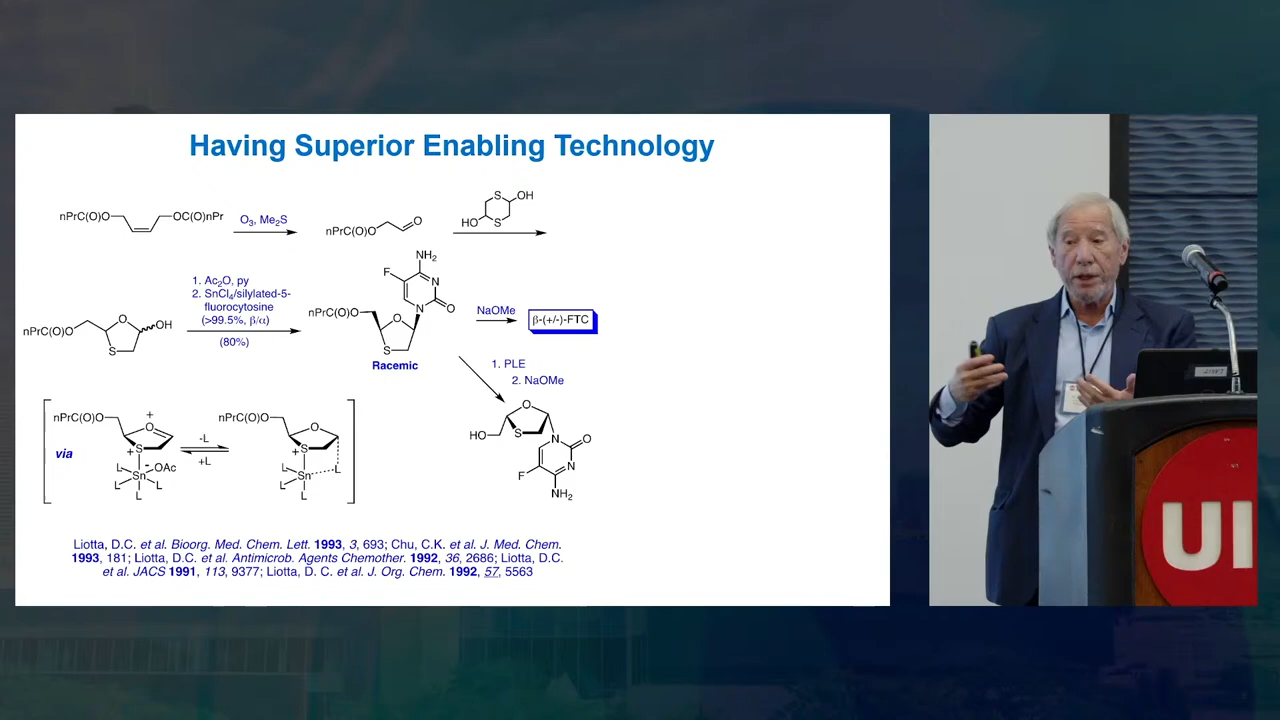 Having Superior Enabling Technology
nPrC(O)O
OC(O)nPr
O₃, Me₂S
nPrC(O)O
O
S
OH
HO
S
nPrC(O)O
O
OH
S
1. Ac₂O, py
2. SnCl₄/silylated-5-
fluorocytosine
(>99.5%, β/α)
(80%)
NH₂
F
N
N
O
nPrC(O)O
O
S
Racemic
NaOMe
β-(+/-)-FTC
1. PLE
2. NaOMe
O
HO
S
N
O
N
F
NH₂
via
nPrC(O)O
+
O
+
S
L
-
OAc
Sn
L
L
L
L
-L
+L
nPrC(O)O
O
S
+
L
Sn
L
L
L
L
Liotta, D.C. et al. Bioorg. Med. Chem. Lett. 1993, 3, 693; Chu, C.K. et al. J. Med. Chem.
1993, 181; Liotta, D.C. et al. Antimicrob. Agents Chemother. 1992, 36, 2686; Liotta, D.C.
et al. JACS 1991, 113, 9377; Liotta, D. C. et al. J. Org. Chem. 1992, 57, 5563
UI